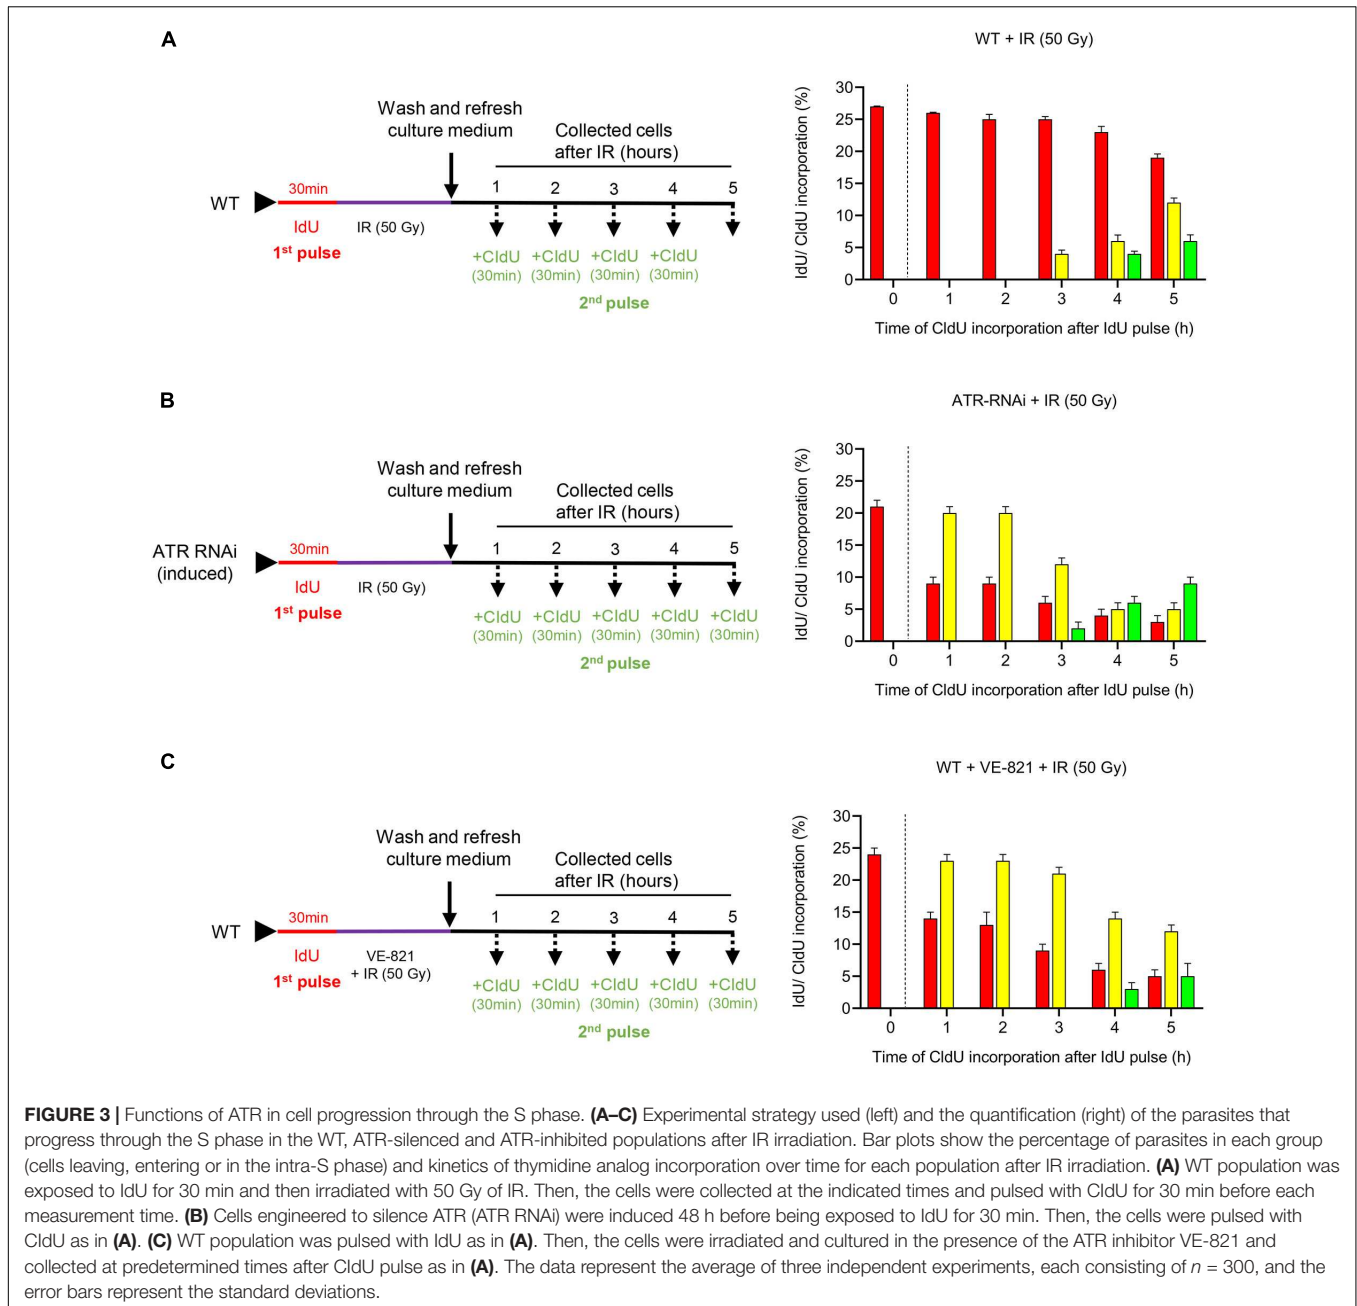 A
WT + IR (50 Gy)
Wash and refresh
culture medium
Collected cells
after IR (hours)
30min
1 2 3 4 5
WT
IdU
IR (50 Gy)
1st pulse
+CldU +CldU +CldU +CldU
(30min) (30min) (30min) (30min)
2nd pulse
IdU/ CldU incorporation (%)
30
25
20
15
10
5
0
0 1 2 3 4 5
Time of CldU incorporation after IdU pulse (h)
B
ATR-RNAi + IR (50 Gy)
Wash and refresh
culture medium
Collected cells
after IR (hours)
30min
1 2 3 4 5
ATR RNAi
(induced)
IdU
IR (50 Gy)
1st pulse
+CldU +CldU +CldU +CldU +CldU
(30min) (30min) (30min) (30min) (30min)
2nd pulse
IdU/ CldU incorporation (%)
30
25
20
15
10
5
0
0 1 2 3 4 5
Time of CldU incorporation after IdU pulse (h)
C
WT + VE-821 + IR (50 Gy)
Wash and refresh
culture medium
Collected cells
after IR (hours)
30min
1 2 3 4 5
WT
IdU
VE-821
+ IR (50 Gy)
1st pulse
+CldU +CldU +CldU +CldU +CldU
(30min) (30min) (30min) (30min) (30min)
2nd pulse
IdU/ CldU incorporation (%)
30
25
20
15
10
5
0
0 1 2 3 4 5
Time of CldU incorporation after IdU pulse (h)
FIGURE 3 | Functions of ATR in cell progression through the S phase. (A–C) Experimental strategy used (left) and the quantification (right) of the parasites that
progress through the S phase in the WT, ATR-silenced and ATR-inhibited populations after IR irradiation. Bar plots show the percentage of parasites in each group
(cells leaving, entering or in the intra-S phase) and kinetics of thymidine analog incorporation over time for each population after IR irradiation. (A) WT population was
exposed to IdU for 30 min and then irradiated with 50 Gy of IR. Then, the cells were collected at the indicated times and pulsed with CldU for 30 min before each
measurement time. (B) Cells engineered to silence ATR (ATR RNAi) were induced 48 h before being exposed to IdU for 30 min. Then, the cells were pulsed with
CldU as in (A). (C) WT population was pulsed with IdU as in (A). Then, the cells were irradiated and cultured in the presence of the ATR inhibitor VE-821 and
collected at predetermined times after CldU pulse as in (A). The data represent the average of three independent experiments, each consisting of n = 300, and the
error bars represent the standard deviations.